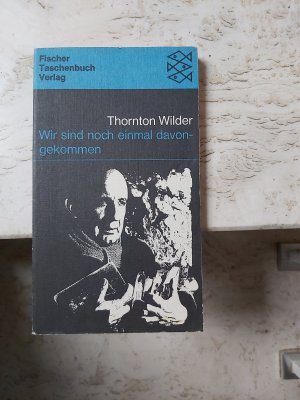 Fischer
Taschenbuch
Verlag
Thornton Wilder
Wir sind noch einmal davon-
gekommen